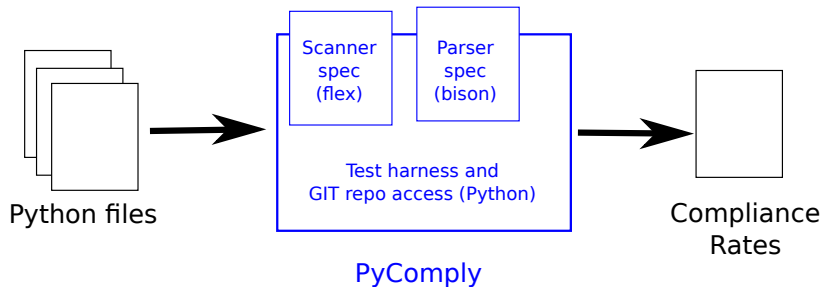 Scanner
spec
(flex)
Parser
spec
(bison)
Test harness and
GIT repo access (Python)
Python files
Compliance
Rates
PyComply